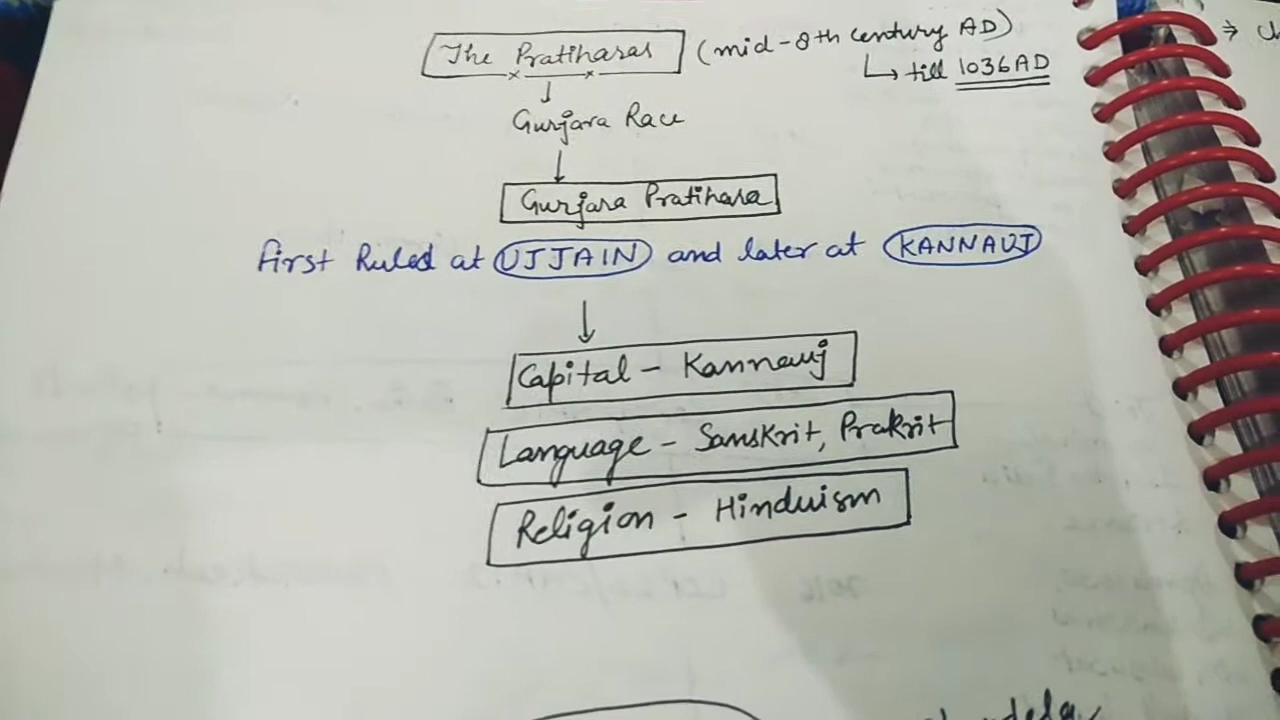 The Pratiharas (mid-8th century AD)
↳ till 1036AD
Gurjara Race
Gurjara Pratihara
first Ruled at UJJAIN and later at KANNAUJ
Capital - Kannauj
Language - Sanskrit, Prakrit
Religion - Hinduism